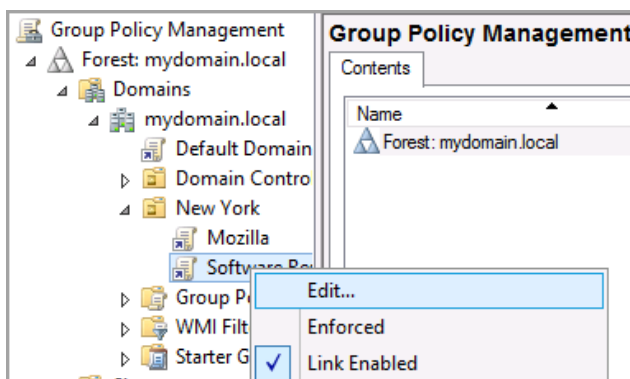 Group Policy Management
Forest: mydomain.local
Domains
mydomain.local
Default Domain
Domain Contro
New York
Mozilla
Software
Group
WMI Filt
Starter G
Group Policy Management
Contents
Name
Forest: mydomain.local
Edit...
Enforced
Link Enabled